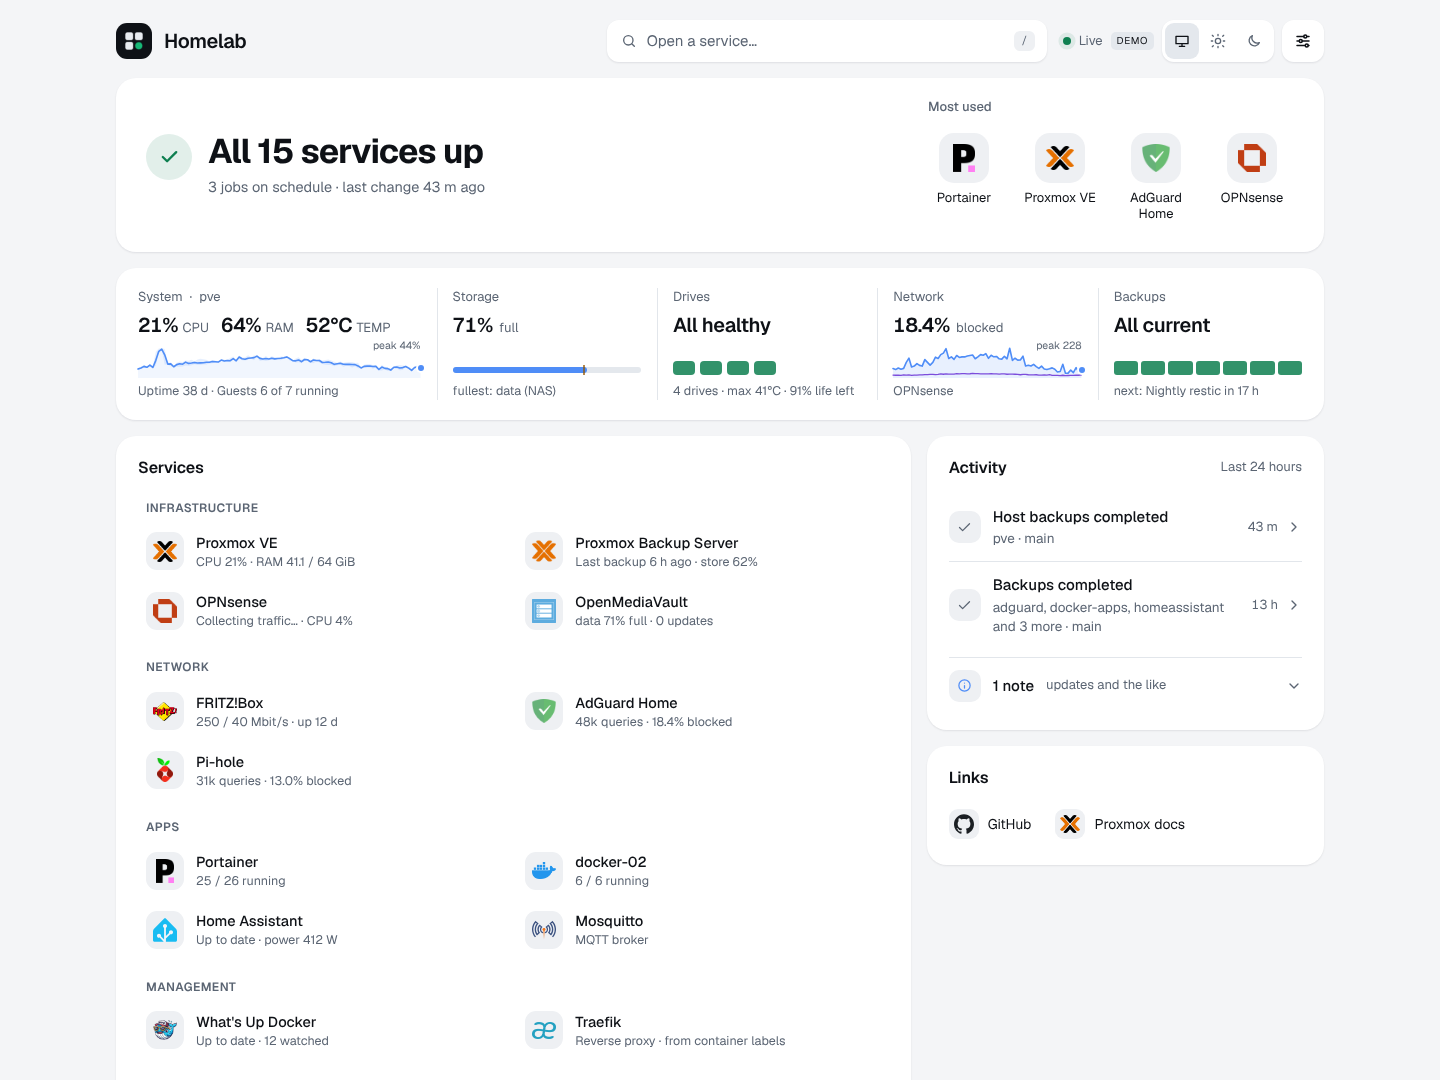 Homelab
Open a service...
/
Live
DEMO
All 15 services up
3 jobs on schedule · last change 43 m ago
Most used
Portainer
Proxmox VE
AdGuard
Home
OPNsense
System · pve
21% CPU 64% RAM 52°C TEMP
peak 44%
Uptime 38 d · Guests 6 of 7 running
Storage
71% full
fullest: data (NAS)
Drives
All healthy
4 drives · max 41°C · 91% life left
Network
18.4% blocked
peak 228
OPNsense
Backups
All current
next: Nightly restic in 17 h
Services
INFRASTRUCTURE
Proxmox VE
CPU 21% · RAM 41.1 / 64 GiB
Proxmox Backup Server
Last backup 6 h ago · store 62%
OPNsense
Collecting traffic... · CPU 4%
OpenMediaVault
data 71% full · 0 updates
NETWORK
FRITZ!Box
250 / 40 Mbit/s · up 12 d
AdGuard Home
48k queries · 18.4% blocked
Pi-hole
31k queries · 13.0% blocked
APPS
Portainer
25 / 26 running
docker-02
6 / 6 running
Home Assistant
Up to date · power 412 W
Mosquitto
MQTT broker
MANAGEMENT
What's Up Docker
Up to date · 12 watched
Traefik
Reverse proxy · from container labels
Activity
Last 24 hours
Host backups completed
pve · main
43 m
Backups completed
adguard, docker-apps, homeassistant
and 3 more · main
13 h
1 note updates and the like
Links
GitHub
Proxmox docs